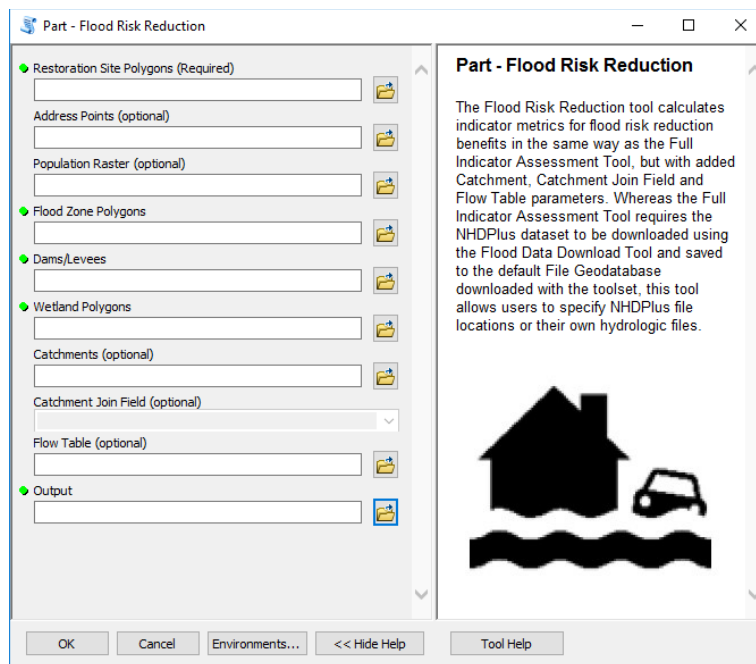 Part - Flood Risk Reduction
Restoration Site Polygons (Required)
Address Points (optional)
Population Raster (optional)
Flood Zone Polygons
Dams/Levees
Wetland Polygons
Catchments (optional)
Catchment Join Field (optional)
Flow Table (optional)
Output
Part - Flood Risk Reduction
The Flood Risk Reduction tool calculates
indicator metrics for flood risk reduction
benefits in the same way as the Full
Indicator Assessment Tool, but with added
Catchment, Catchment Join Field and
Flow Table parameters. Whereas the Full
Indicator Assessment Tool requires the
NHDPlus dataset to be downloaded using
the Flood Data Download Tool and saved
to the default File Geodatabase
downloaded with the toolset, this tool
allows users to specify NHDPlus file
locations or their own hydrologic files.
OK
Cancel
Environments...
<< Hide Help
Tool Help